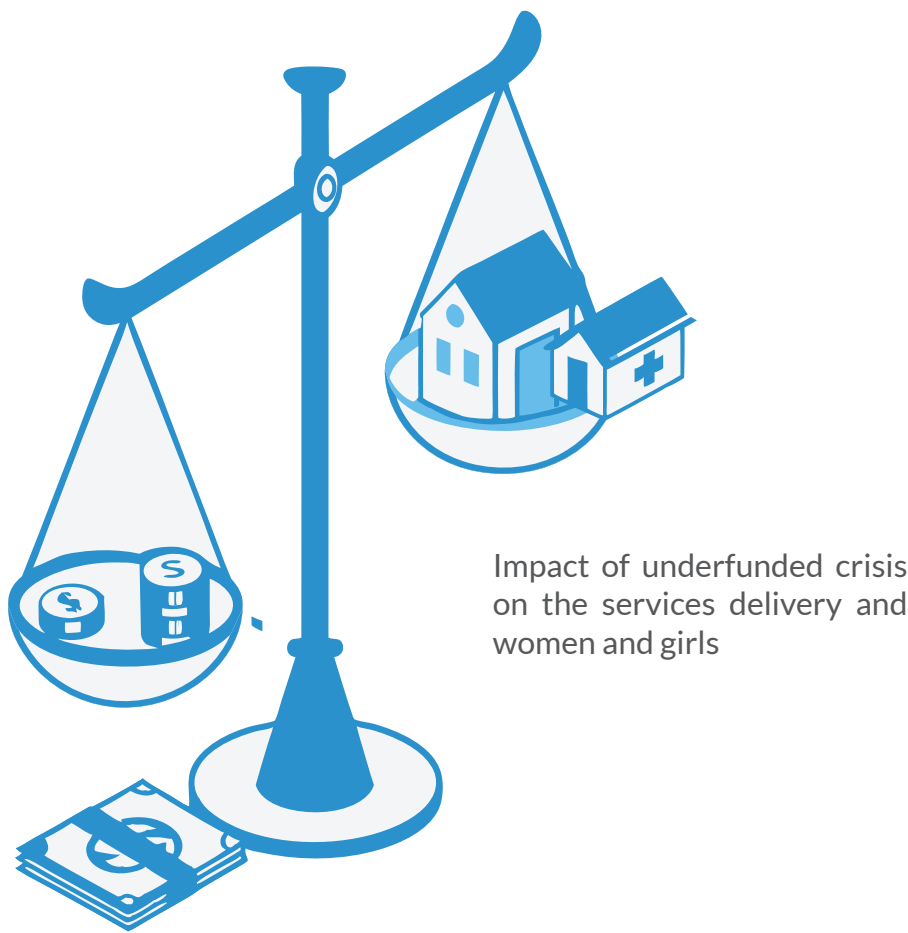 Impact of underfunded crisis
on the services delivery and
women and girls